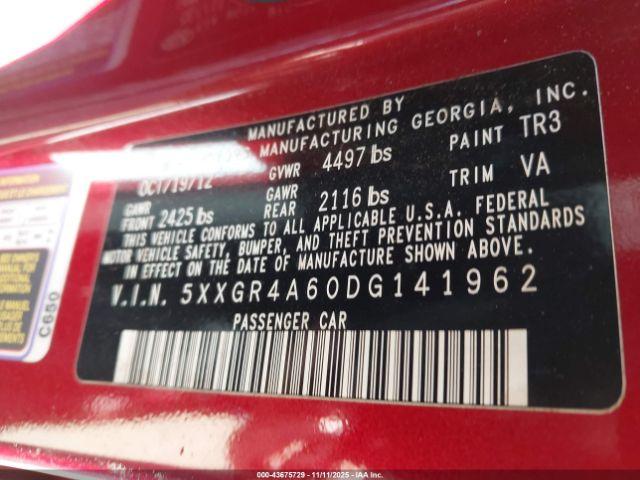 MANUFACTURED BY
MANUFACTURING GEORGIA, INC.
OCT/19/12 GVWR 4497 lbs PAINT TR3
GAWR FRONT 2425 lbs GAWR REAR 2116 lbs TRIM VA
THIS VEHICLE CONFORMS TO ALL APPLICABLE U.S.A. FEDERAL
MOTOR VEHICLE SAFETY, BUMPER, AND THEFT PREVENTION STANDARDS
IN EFFECT ON THE DATE OF MANUFACTURE SHOWN ABOVE.
V.I.N. 5XXGR4A60DG141962
PASSENGER CAR
C650
000-43675729 - 11/11/2025 - IAA Inc.